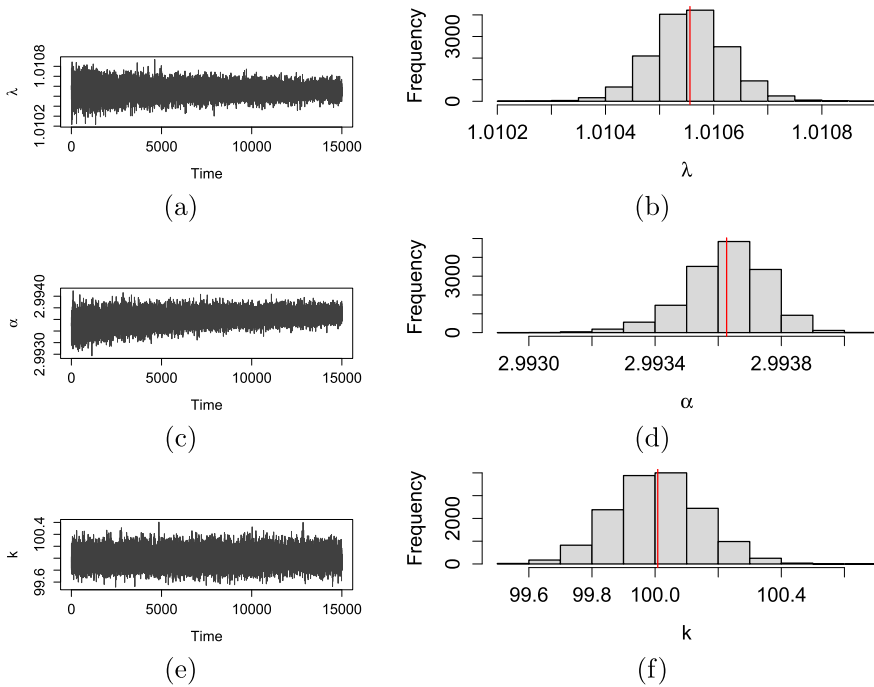 1.0108
1.0102
λ
0 5000 10000 15000
Time
(a)
Frequency
3000
0
1.0102 1.0104 1.0106 1.0108
λ
(b)
2.9940
2.9930
α
0 5000 10000 15000
Time
(c)
Frequency
3000
0
2.9930 2.9934 2.9938
α
(d)
100.4
99.6
k
0 5000 10000 15000
Time
(e)
Frequency
2000
0
99.6 99.8 100.0 100.4
k
(f)